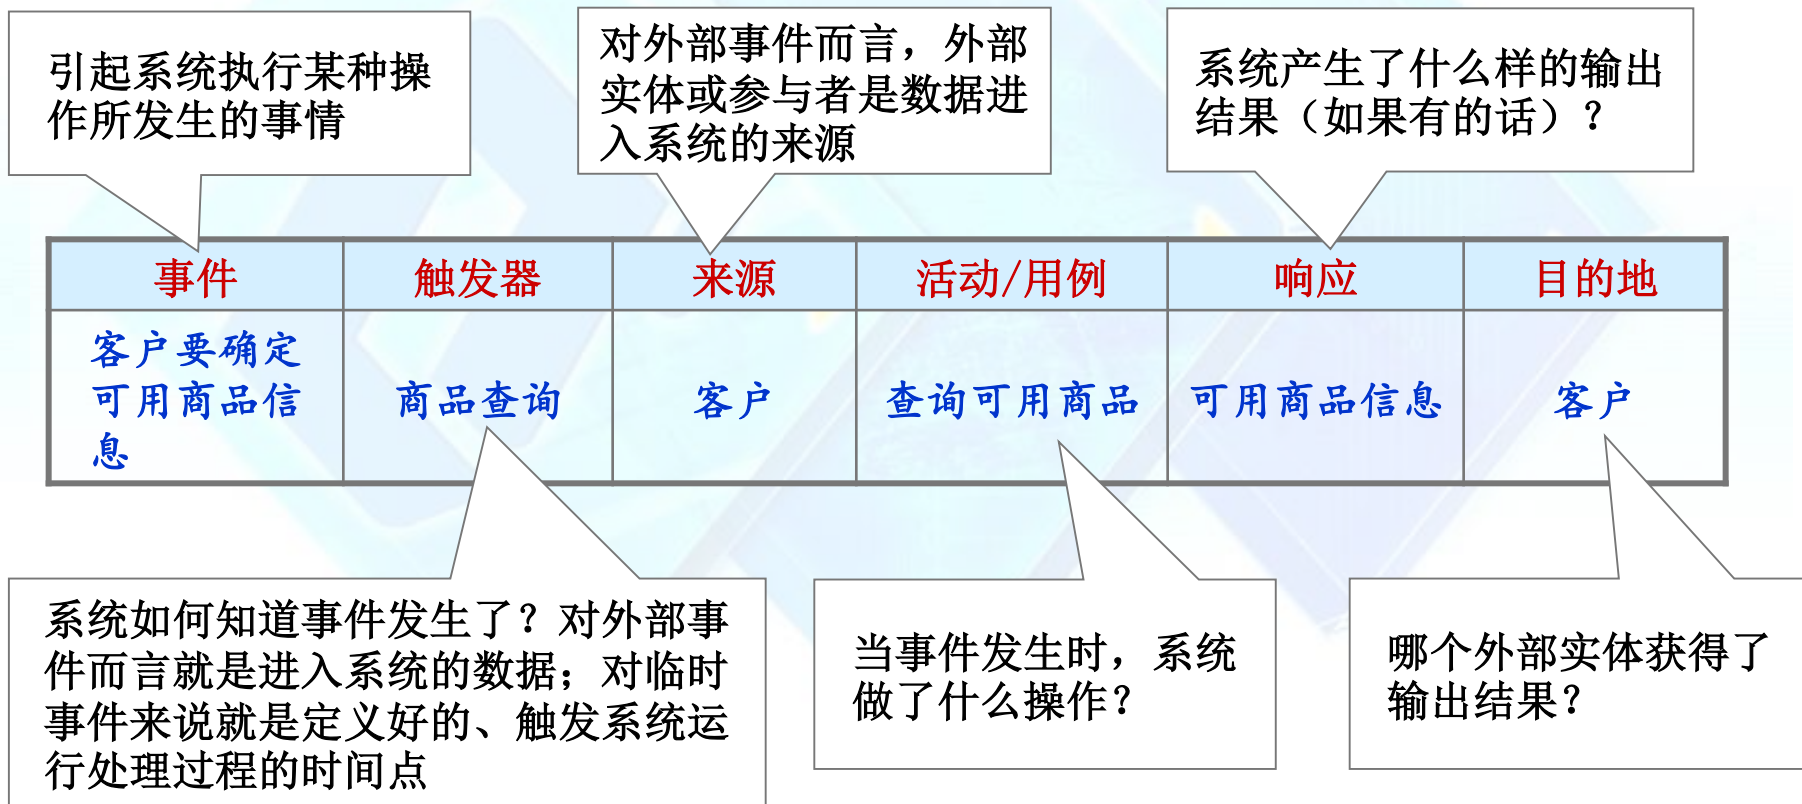 引起系统执行某种操
作所发生的事情
对外部事件而言，外部
实体或参与者是数据进
入系统的来源
系统产生了什么样的输出
结果（如果有的话）？
事件
触发器
来源
活动/用例
响应
目的地
客户要确定
可用商品信
息
商品查询
客户
查询可用商品
可用商品信息
客户
系统如何知道事件发生了？对外部事
件而言就是进入系统的数据；对临时
事件来说就是定义好的、触发系统运
行处理过程的时间点
当事件发生时，系统
做了什么操作？
哪个外部实体获得了
输出结果？